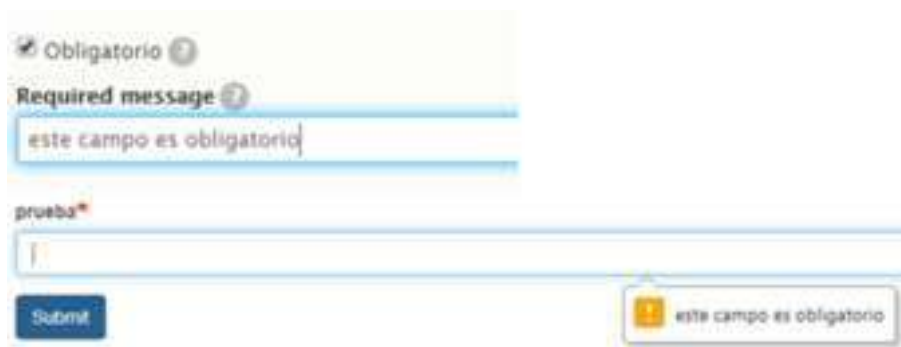 Obligatorio ?
Required message ?
este campo es obligatorio
prueba*
Submit
! este campo es obligatorio